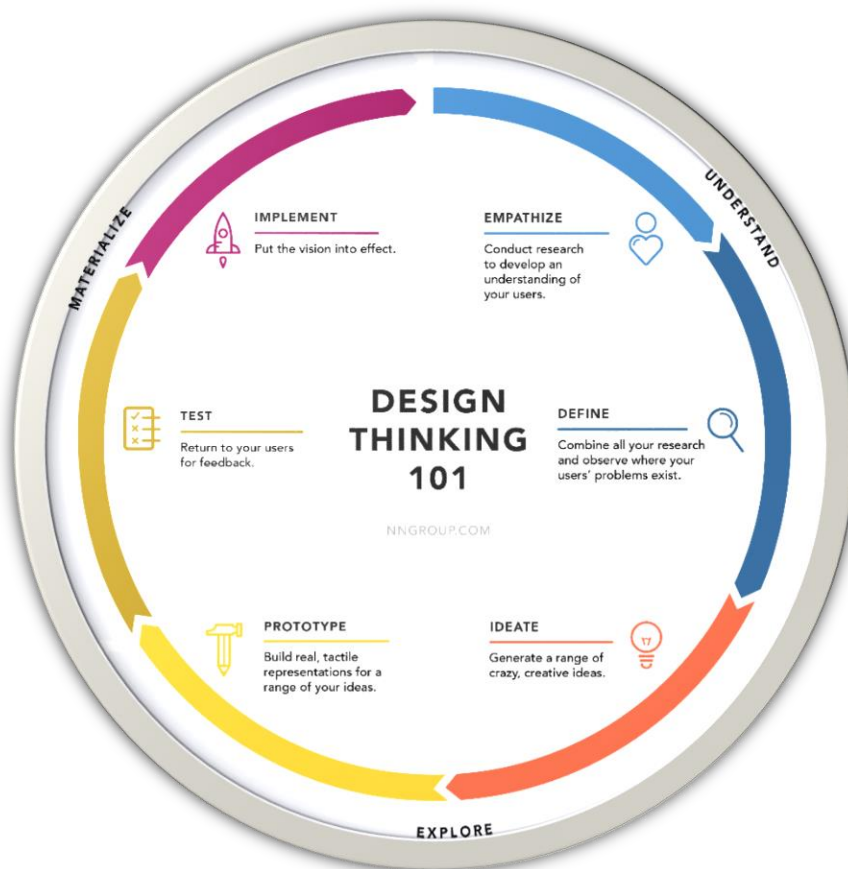 DESIGN
THINKING
101
NNGROUP.COM
UNDERSTAND
EMPATHIZE
Conduct research
to develop an
understanding of
your users.
DEFINE
Combine all your research
and observe where your
users' problems exist.
EXPLORE
IDEATE
Generate a range of
crazy, creative ideas.
PROTOTYPE
Build real, tactile
representations for a
range of your ideas.
MATERIALIZE
TEST
Return to your users
for feedback.
IMPLEMENT
Put the vision into effect.